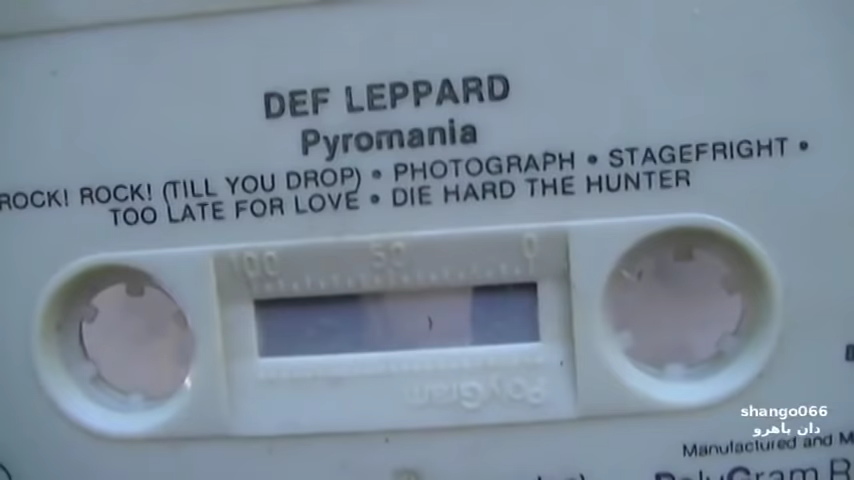 DEF LEPPARD
Pyromania
ROCK! ROCK! (TILL YOU DROP) • PHOTOGRAPH • STAGEFRIGHT •
TOO LATE FOR LOVE • DIE HARD THE HUNTER
100 50 0
PolyGram
shango066
دان باهرو
Manufactured and M
PolyGram R